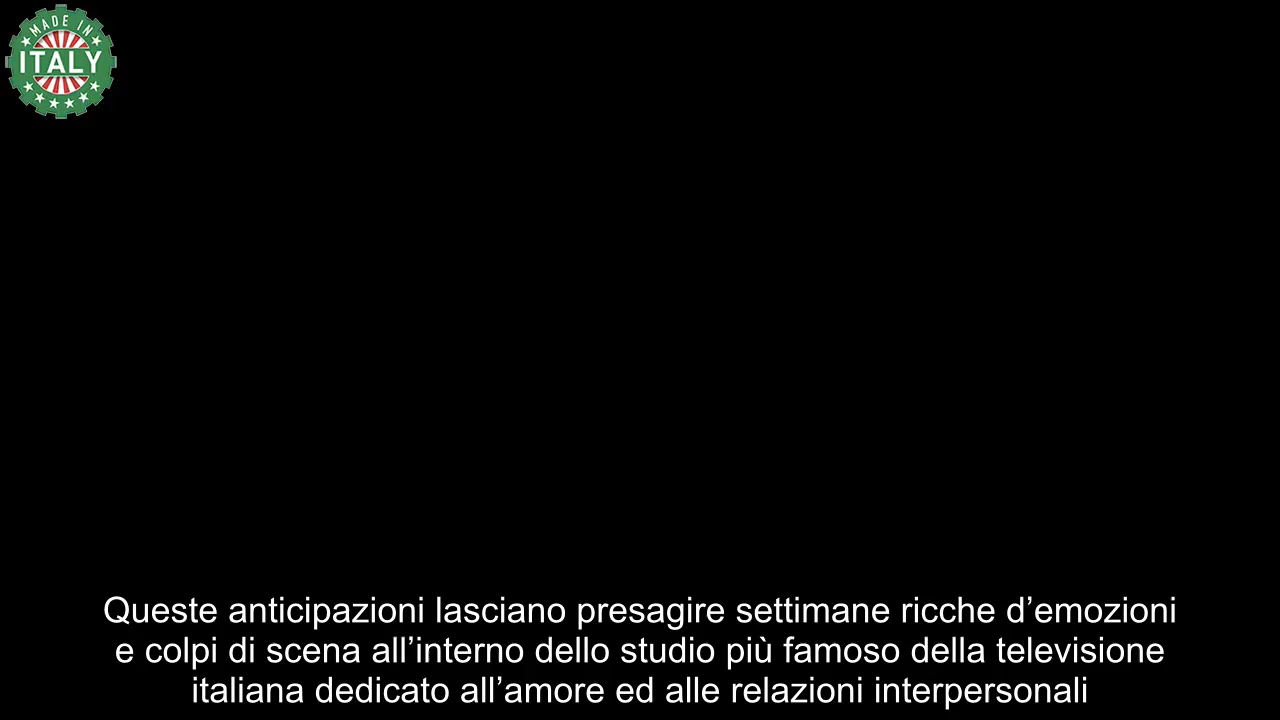 MADE IN
ITALY
Queste anticipazioni lasciano presagire settimane ricche d’emozioni
e colpi di scena all’interno dello studio più famoso della televisione
italiana dedicato all’amore ed alle relazioni interpersonali